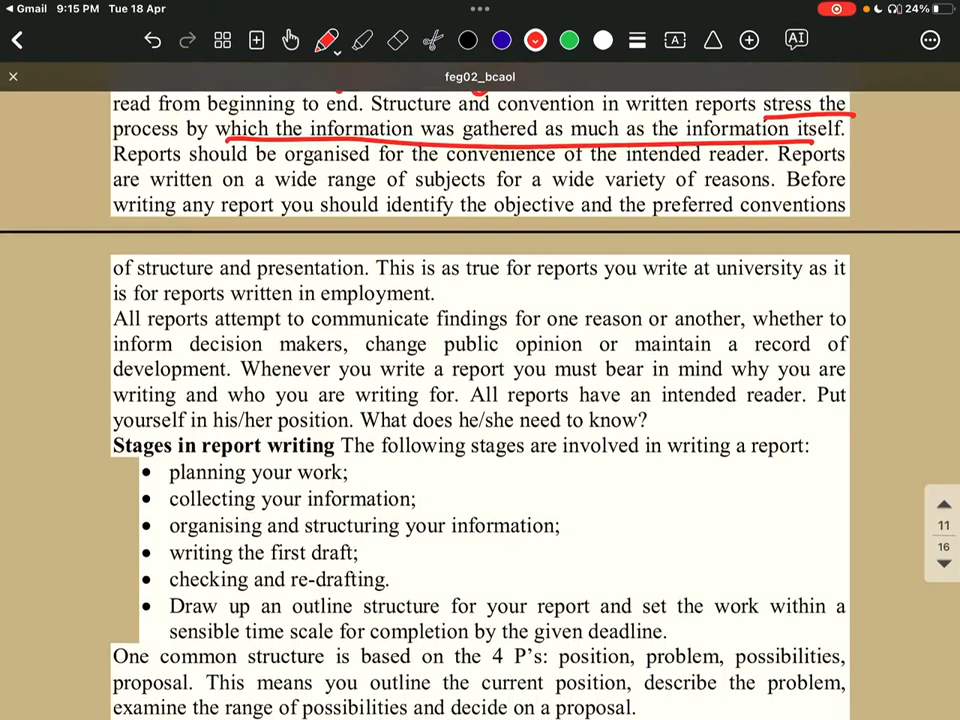 Gmail 9:15 PM Tue 18 Apr 24%
A AI
feg02_bcaol
read from beginning to end. Structure and convention in written reports stress the
process by which the information was gathered as much as the information itself.
Reports should be organised for the convenience of the intended reader. Reports
are written on a wide range of subjects for a wide variety of reasons. Before
writing any report you should identify the objective and the preferred conventions
of structure and presentation. This is as true for reports you write at university as it
is for reports written in employment.
All reports attempt to communicate findings for one reason or another, whether to
inform decision makers, change public opinion or maintain a record of
development. Whenever you write a report you must bear in mind why you are
writing and who you are writing for. All reports have an intended reader. Put
yourself in his/her position. What does he/she need to know?
Stages in report writing The following stages are involved in writing a report:
• planning your work;
• collecting your information;
• organising and structuring your information;
• writing the first draft;
• checking and re-drafting.
• Draw up an outline structure for your report and set the work within a
sensible time scale for completion by the given deadline.
One common structure is based on the 4 P's: position, problem, possibilities,
proposal. This means you outline the current position, describe the problem,
examine the range of possibilities and decide on a proposal.
11
16